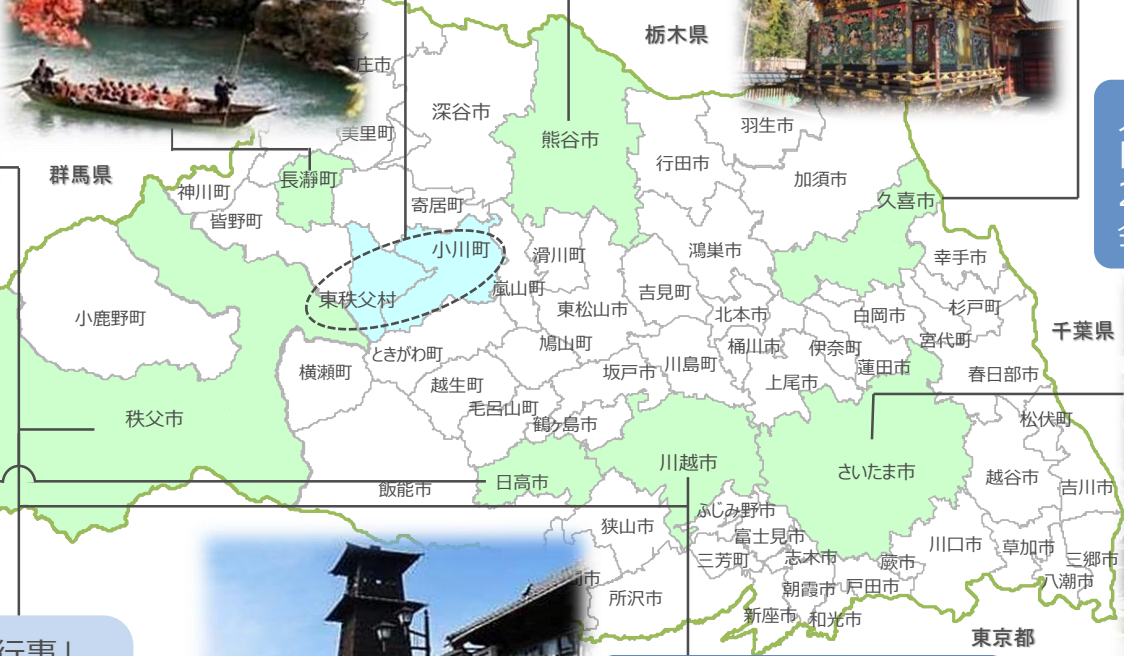 栃木県
庄市
深谷市
羽生市
美里町
熊谷市
行田市
群馬県
長瀞町
加須市
神川町
久喜市
寄居町
皆野町
小川町
滑川町
鴻巣市
幸手市
嵐山町
吉見町
東秩父村
東松山市
杉戸町
小鹿野町
北本市
白岡市
千葉県
宮代町
鳩山町
桶川市
伊奈町
ときがわ町
川島町
蓮田市
横瀬町
坂戸市
春日部市
越生町
上尾市
毛呂山町
秩父市
鶴ヶ島市
松伏町
川越市
さいたま市
越谷市
日高市
飯能市
吉川市
ふじみ野市
狭山市
富士見市
川口市
草加市
三芳町
志木市
蕨市
三郷市
市
八潮市
朝霞市
戸田市
所沢市
新座市
和光市
東京都
行事」